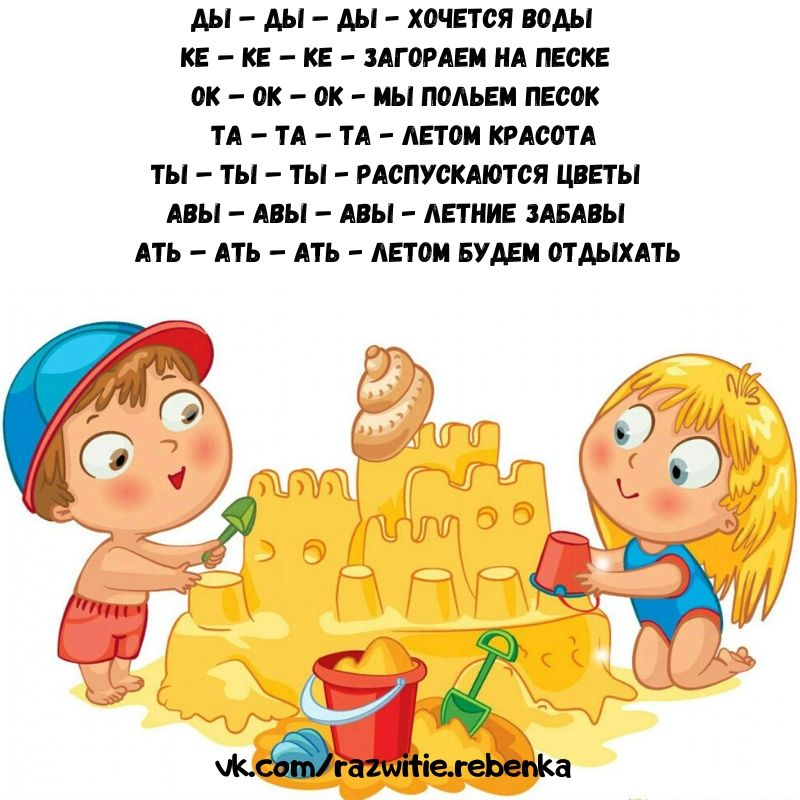 ДЫ – ДЫ – ДЫ – ХОЧЕТСЯ ВОДЫ
КЕ – КЕ – КЕ – ЗАГОРАЕМ НА ПЕСКЕ
ОК – ОК – ОК – МЫ ПОЛЬЕМ ПЕСОК
ТА – ТА – ТА – ЛЕТОМ КРАСОТА
ТЫ – ТЫ – ТЫ – РАСПУСКАЮТСЯ ЦВЕТЫ
АВЫ – АВЫ – АВЫ – ЛЕТНИЕ ЗАБАВЫ
АТЬ – АТЬ – АТЬ – ЛЕТОМ БУДЕМ ОТДЫХАТЬ
vk.com/razwitie.rebenka